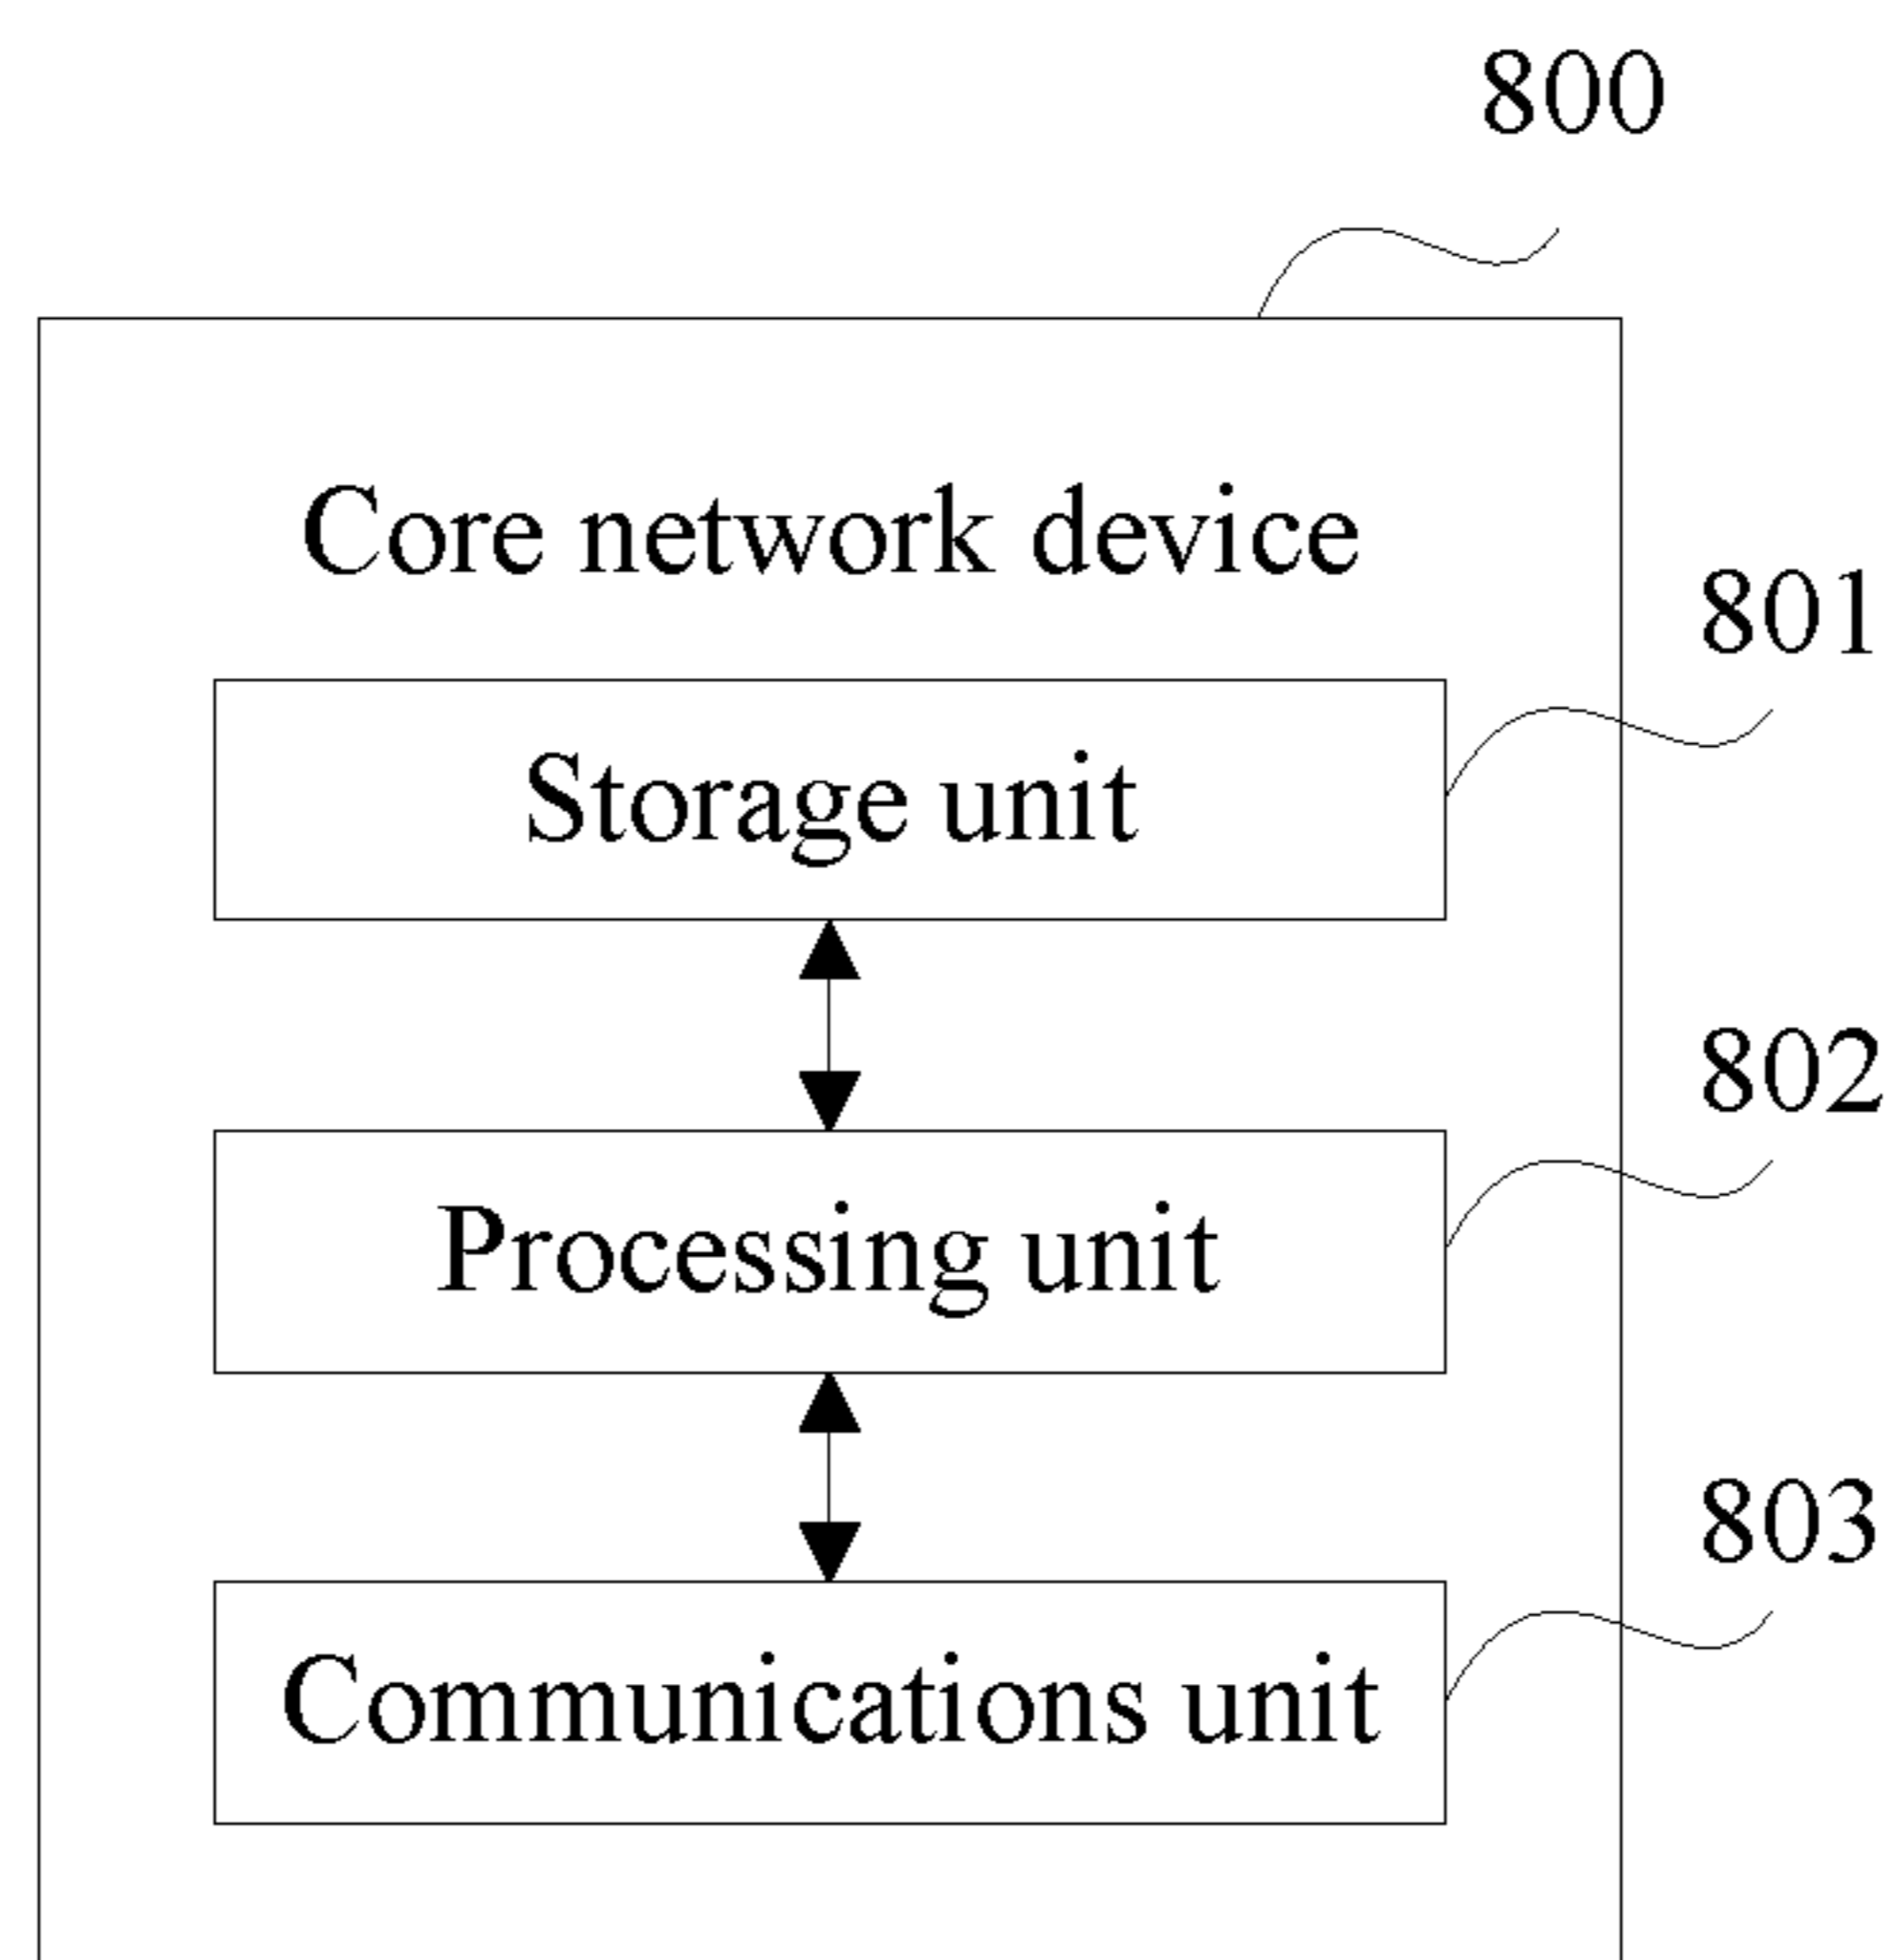 800
Core network device
801
Storage unit
802
Processing unit
803
Communications unit